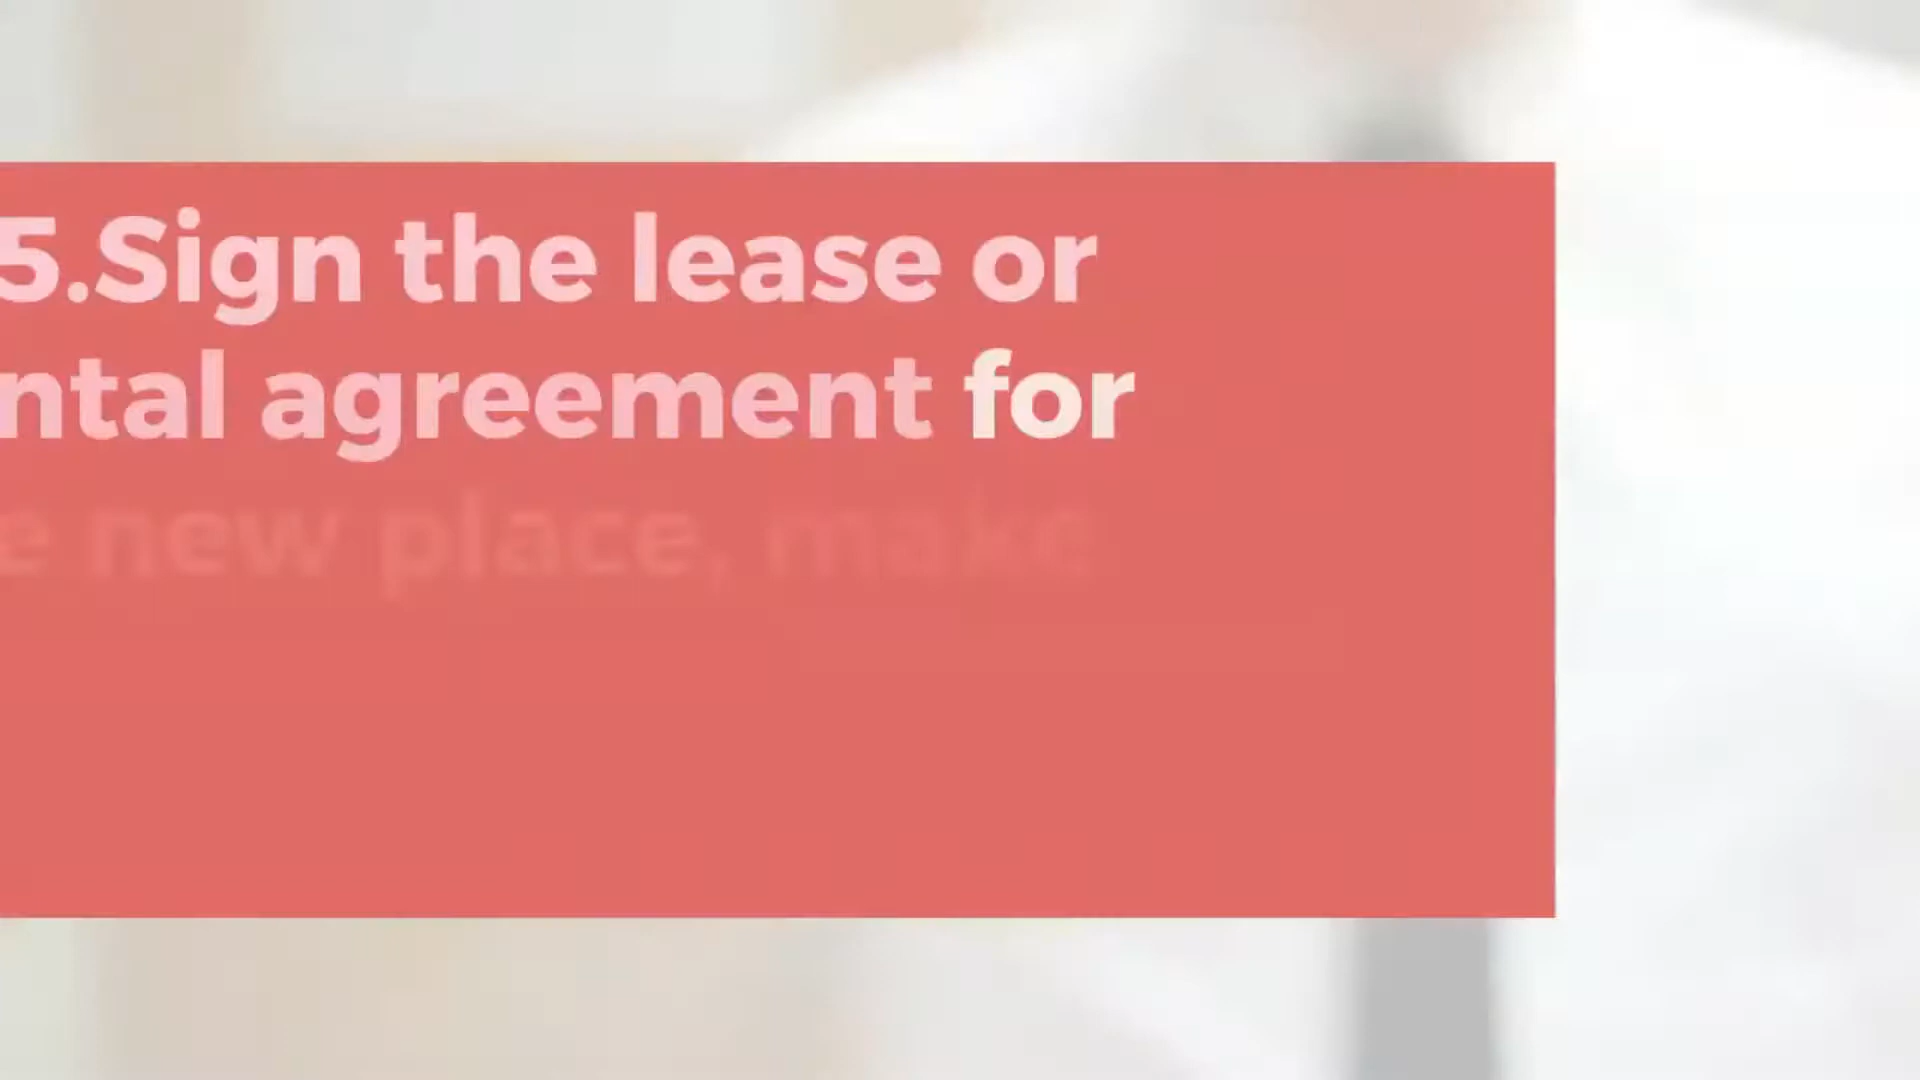 5.Sign the lease or
ntal agreement for
e new place, make